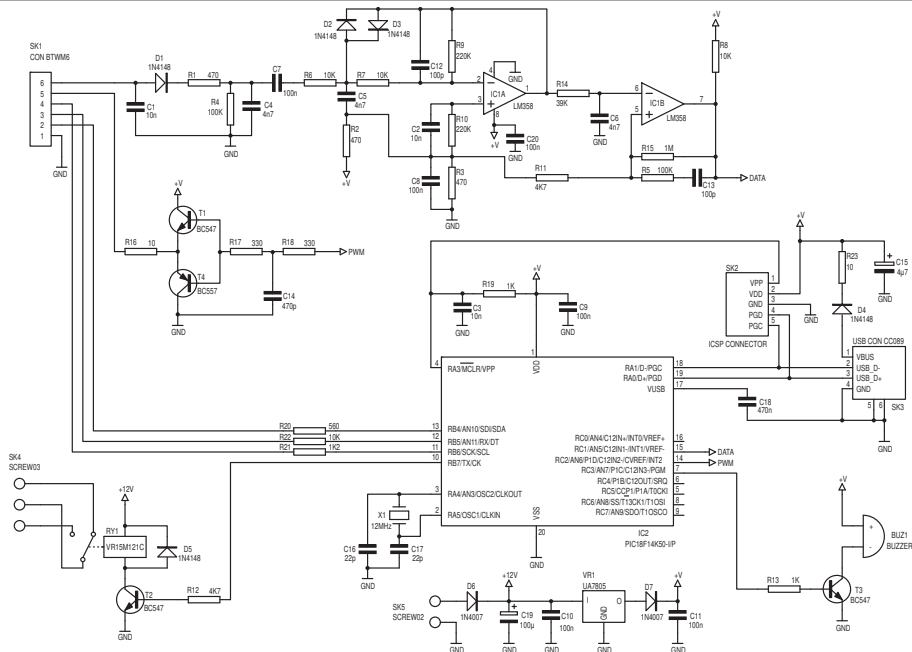 SK1
CON BTWM6
6
5
4
3
2
1
GND
D1
1N4148
C1
10n
R1 470
R4
100K
C4
4n7
GND
C7
100n
R6 10K
D2
1N4148
D3
1N4148
R7 10K
C5
4n7
R2
470
+V
C12
100p
R9
220K
C2
10n
R10
220K
C8
100n
R3
470
GND
2
3
4
8
1
GND
IC1A
LM358
+V
C20
100n
GND
R14
39K
C6
4n7
GND
6
5
7
IC1B
LM358
+V
R8
10K
R15 1M
R5 100K
C13
100p
R11
4K7
DATA
+V
T1
BC547
R16 10
T4
BC557
GND
R17 330
R18 330
PWM
C14
470p
GND
R19 1K
C3
10n
GND
+V
C9
100n
GND
SK2
VPP
VDD
GND
PGD
PGC
1
2
3
4
5
ICSP CONNECTOR
GND
+V
R23
10
D4
1N4148
C15
4µ7
GND
USB CON CC089
VBUS
USB_D-
USB_D+
GND
1
2
3
4
5
6
SK3
GND
C18
470n
4
RA3/MCLR/VPP
1
VDD
RA1/D-/PGC
18
RA0/D+/PGD
19
VUSB
17
R20 560
R22 10K
R21 1K2
13
RB4/AN10/SDI/SDA
12
RB5/AN11/RX/DT
11
RB6/SCK/SCL
10
RB7/TX/CK
3
RA4/AN3/OSC2/CLKOUT
2
RA5/OSC1/CLKIN
VSS
20
GND
RC0/AN4/C12IN+/INT0/VREF+
16
RC1/AN5/C12IN1-/INT1/VREF-
15
DATA
RC2/AN6/P1D/C12IN2-/CVREF/INT2
14
PWM
RC3/AN7/P1C/C12IN3-/PGM
7
RC4/P1B/C12OUT/SRQ
6
RC5/CCP1/P1A/T0CKI
5
RC6/AN8/SS/T13CK1/T1OSI
8
RC7/AN9/SDO/T1OSCO
9
IC2
PIC18F14K50-I/P
X1
12MHz
C16
22p
C17
22p
GND
SK4
SCREW03
+12V
RY1
VR15M121C
D5
1N4148
T2
BC547
GND
R12 4K7
SK5
SCREW02
GND
D6
1N4007
+12V
C19
100µ
GND
C10
100n
GND
VR1
UA7805
I
O
GND
GND
D7
1N4007
+V
C11
100n
GND
R13 1K
T3
BC547
GND
+V
+
-
BUZ1
BUZZER